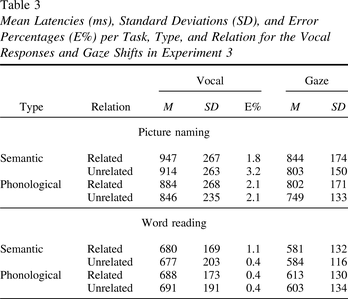 Table 3
Mean Latencies (ms), Standard Deviations (SD), and Error
Percentages (E%) per Task, Type, and Relation for the Vocal
Responses and Gaze Shifts in Experiment 3
Vocal Gaze
Type Relation M SD E% M SD
Picture naming
Semantic Related 947 267 1.8 844 174
Unrelated 914 263 3.2 803 150
Phonological Related 884 268 2.1 802 171
Unrelated 846 235 2.1 749 133
Word reading
Semantic Related 680 169 1.1 581 132
Unrelated 677 203 0.4 584 116
Phonological Related 688 173 0.4 613 130
Unrelated 691 191 0.4 603 134